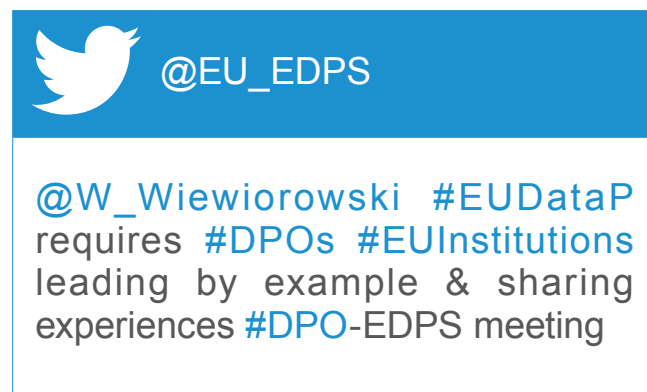 @EU_EDPS
@W_Wiewiorowski #EUDataP
requires #DPOs #EUInstitutions
leading by example & sharing
experiences #DPO-EDPS meeting